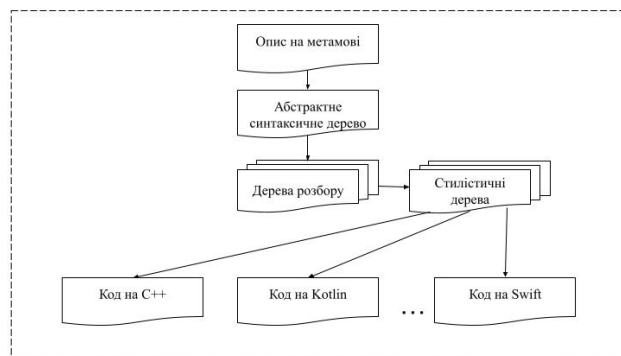 Опис на метамові
Абстрактне
синтаксичне дерево
Дерева розбору
Стилістичні
дерева
Код на C++
Код на Kotlin
...
Код на Swift